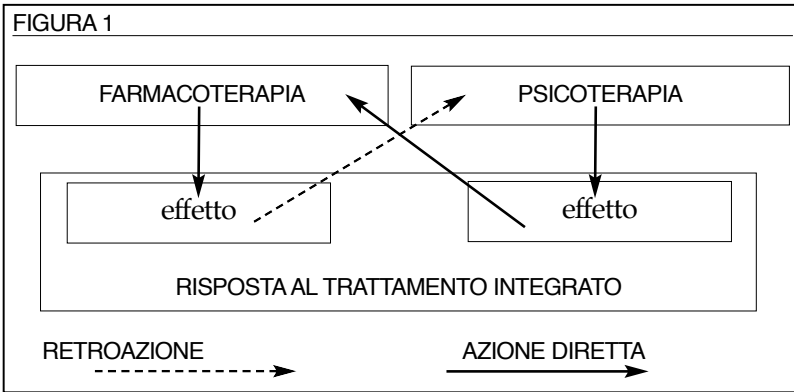 FIGURA 1
FARMACOTERAPIA
PSICOTERAPIA
effetto
effetto
RISPOSTA AL TRATTAMENTO INTEGRATO
RETROAZIONE
AZIONE DIRETTA